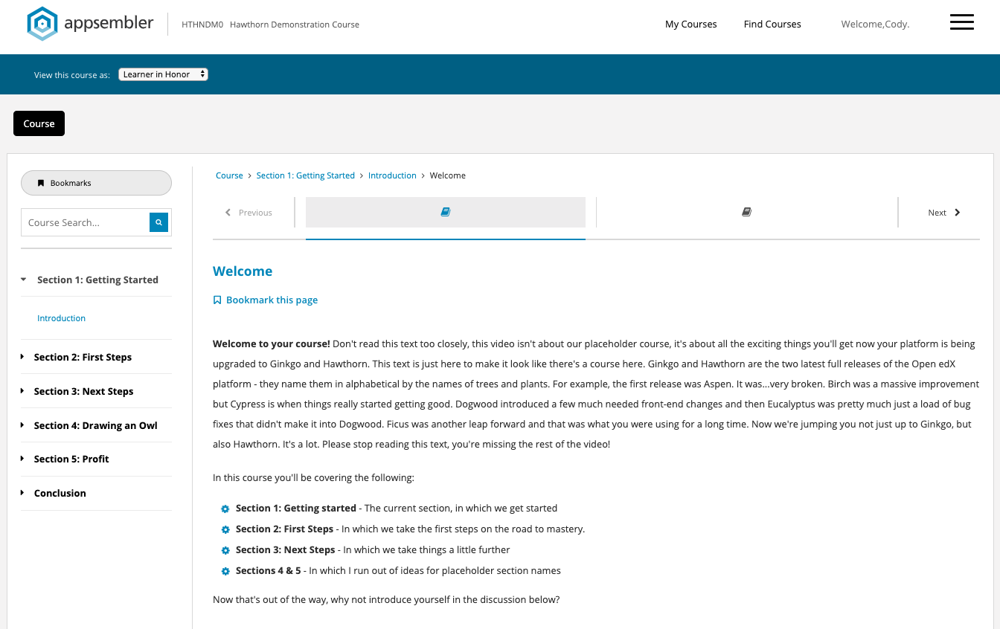 appsembler HTHNDM0 Hawthorn Demonstration Course My Courses Find Courses Welcome,Cody.
View this course as: Learner in Honor
Course
Bookmarks
Course Search...
Section 1: Getting Started
Introduction
Section 2: First Steps
Section 3: Next Steps
Section 4: Drawing an Owl
Section 5: Profit
Conclusion
Course > Section 1: Getting Started > Introduction > Welcome
Previous Next
Welcome
Bookmark this page
Welcome to your course! Don't read this text too closely, this video isn't about our placeholder course, it's about all the exciting things you'll get now your platform is being
upgraded to Ginkgo and Hawthorn. This text is just here to make it look like there's a course here. Ginkgo and Hawthorn are the two latest full releases of the Open edX
platform - they name them in alphabetical by the names of trees and plants. For example, the first release was Aspen. It was...very broken. Birch was a massive improvement
but Cypress is when things really started getting good. Dogwood introduced a few much needed front-end changes and then Eucalyptus was pretty much just a load of bug
fixes that didn't make it into Dogwood. Ficus was another leap forward and that was what you were using for a long time. Now we're jumping you not just up to Ginkgo, but
also Hawthorn. It's a lot. Please stop reading this text, you're missing the rest of the video!
In this course you'll be covering the following:
Section 1: Getting started - The current section, in which we get started
Section 2: First Steps - In which we take the first steps on the road to mastery.
Section 3: Next Steps - In which we take things a little further
Sections 4 & 5 - In which I run out of ideas for placeholder section names
Now that's out of the way, why not introduce yourself in the discussion below?